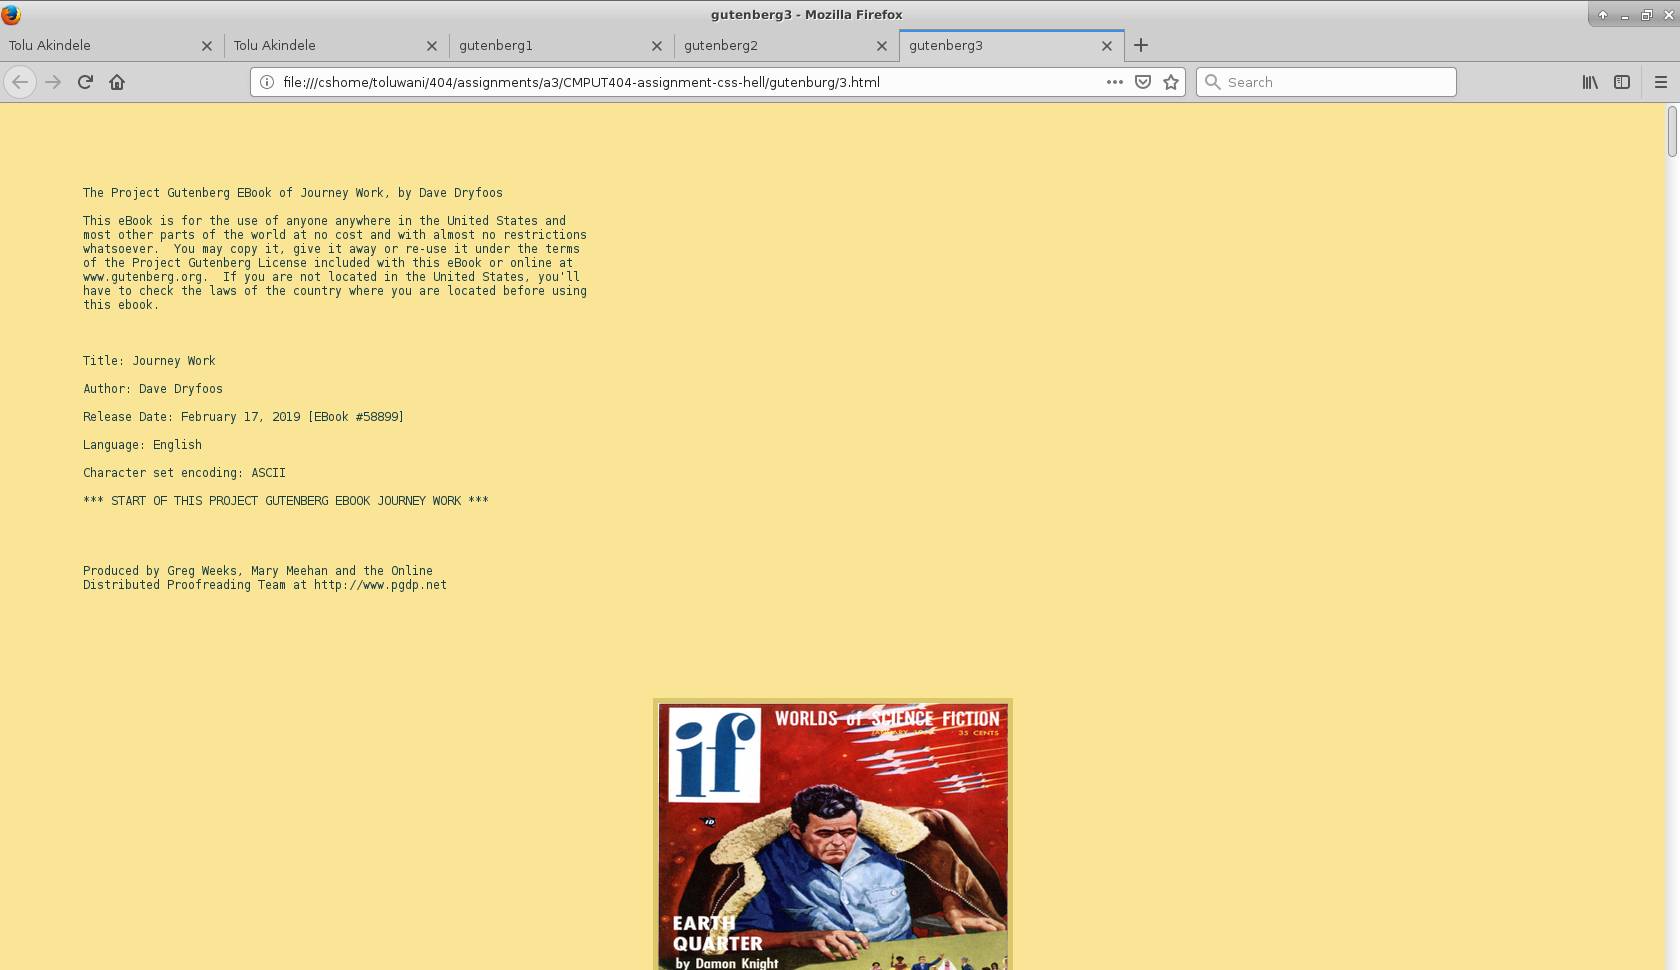 gutenberg3 - Mozilla Firefox
Tolu Akindele
Tolu Akindele
gutenberg1
gutenberg2
gutenberg3
file:///cshome/toluwani/404/assignments/a3/CMPUT404-assignment-css-hell/gutenburg/3.html
Search
The Project Gutenberg EBook of Journey Work, by Dave Dryfoos
This eBook is for the use of anyone anywhere in the United States and
most other parts of the world at no cost and with almost no restrictions
whatsoever.  You may copy it, give it away or re-use it under the terms
of the Project Gutenberg License included with this eBook or online at
www.gutenberg.org.  If you are not located in the United States, you'll
have to check the laws of the country where you are located before using
this ebook.
Title: Journey Work
Author: Dave Dryfoos
Release Date: February 17, 2019 [EBook #58899]
Language: English
Character set encoding: ASCII
*** START OF THIS PROJECT GUTENBERG EBOOK JOURNEY WORK ***
Produced by Greg Weeks, Mary Meehan and the Online
Distributed Proofreading Team at http://www.pgdp.net
if
WORLDS of SCIENCE FICTION
JANUARY
35 CENTS
EARTH
QUARTER
by Damon Knight